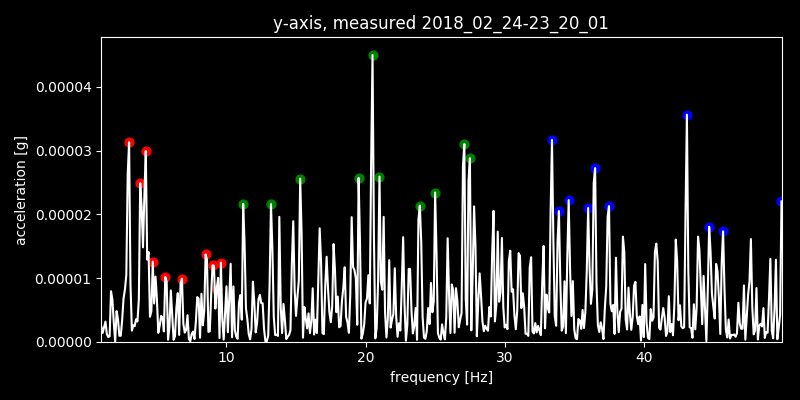 y-axis, measured 2018_02_24-23_20_01
acceleration [g]
0.00004
0.00003
0.00002
0.00001
0.00000
10 20 30 40
frequency [Hz]